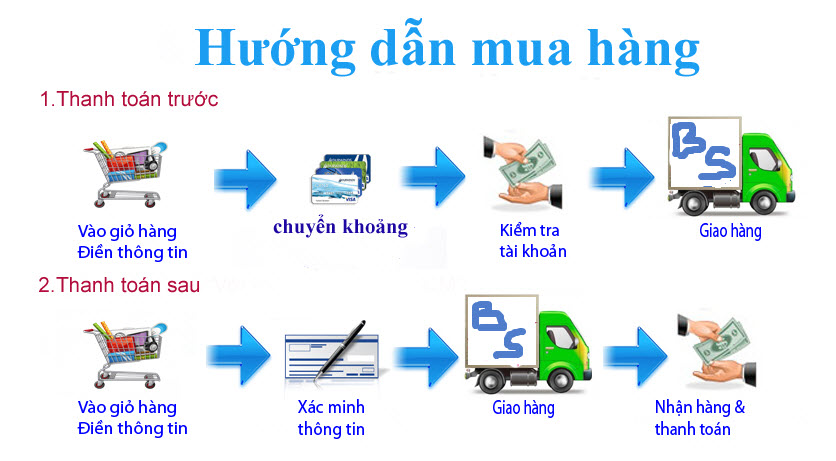 Hướng dẫn mua hàng
1.Thanh toán trước
BS
Vào giỏ hàng
Điền thông tin
chuyển khoảng
Kiểm tra
tài khoản
Giao hàng
2.Thanh toán sau
BS
Vào giỏ hàng
Điền thông tin
Xác minh
thông tin
Giao hàng
Nhận hàng &
thanh toán